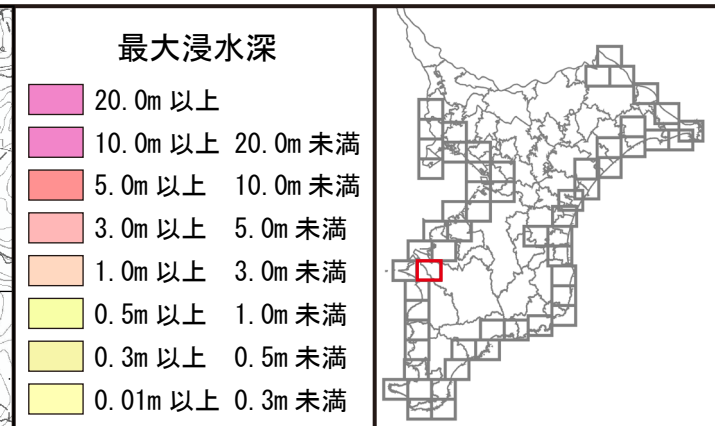 最大浸水深
20.0m 以上
10.0m 以上 20.0m 未満
5.0m 以上 10.0m 未満
3.0m 以上 5.0m 未満
1.0m 以上 3.0m 未満
0.5m 以上 1.0m 未満
0.3m 以上 0.5m 未満
0.01m 以上 0.3m 未満